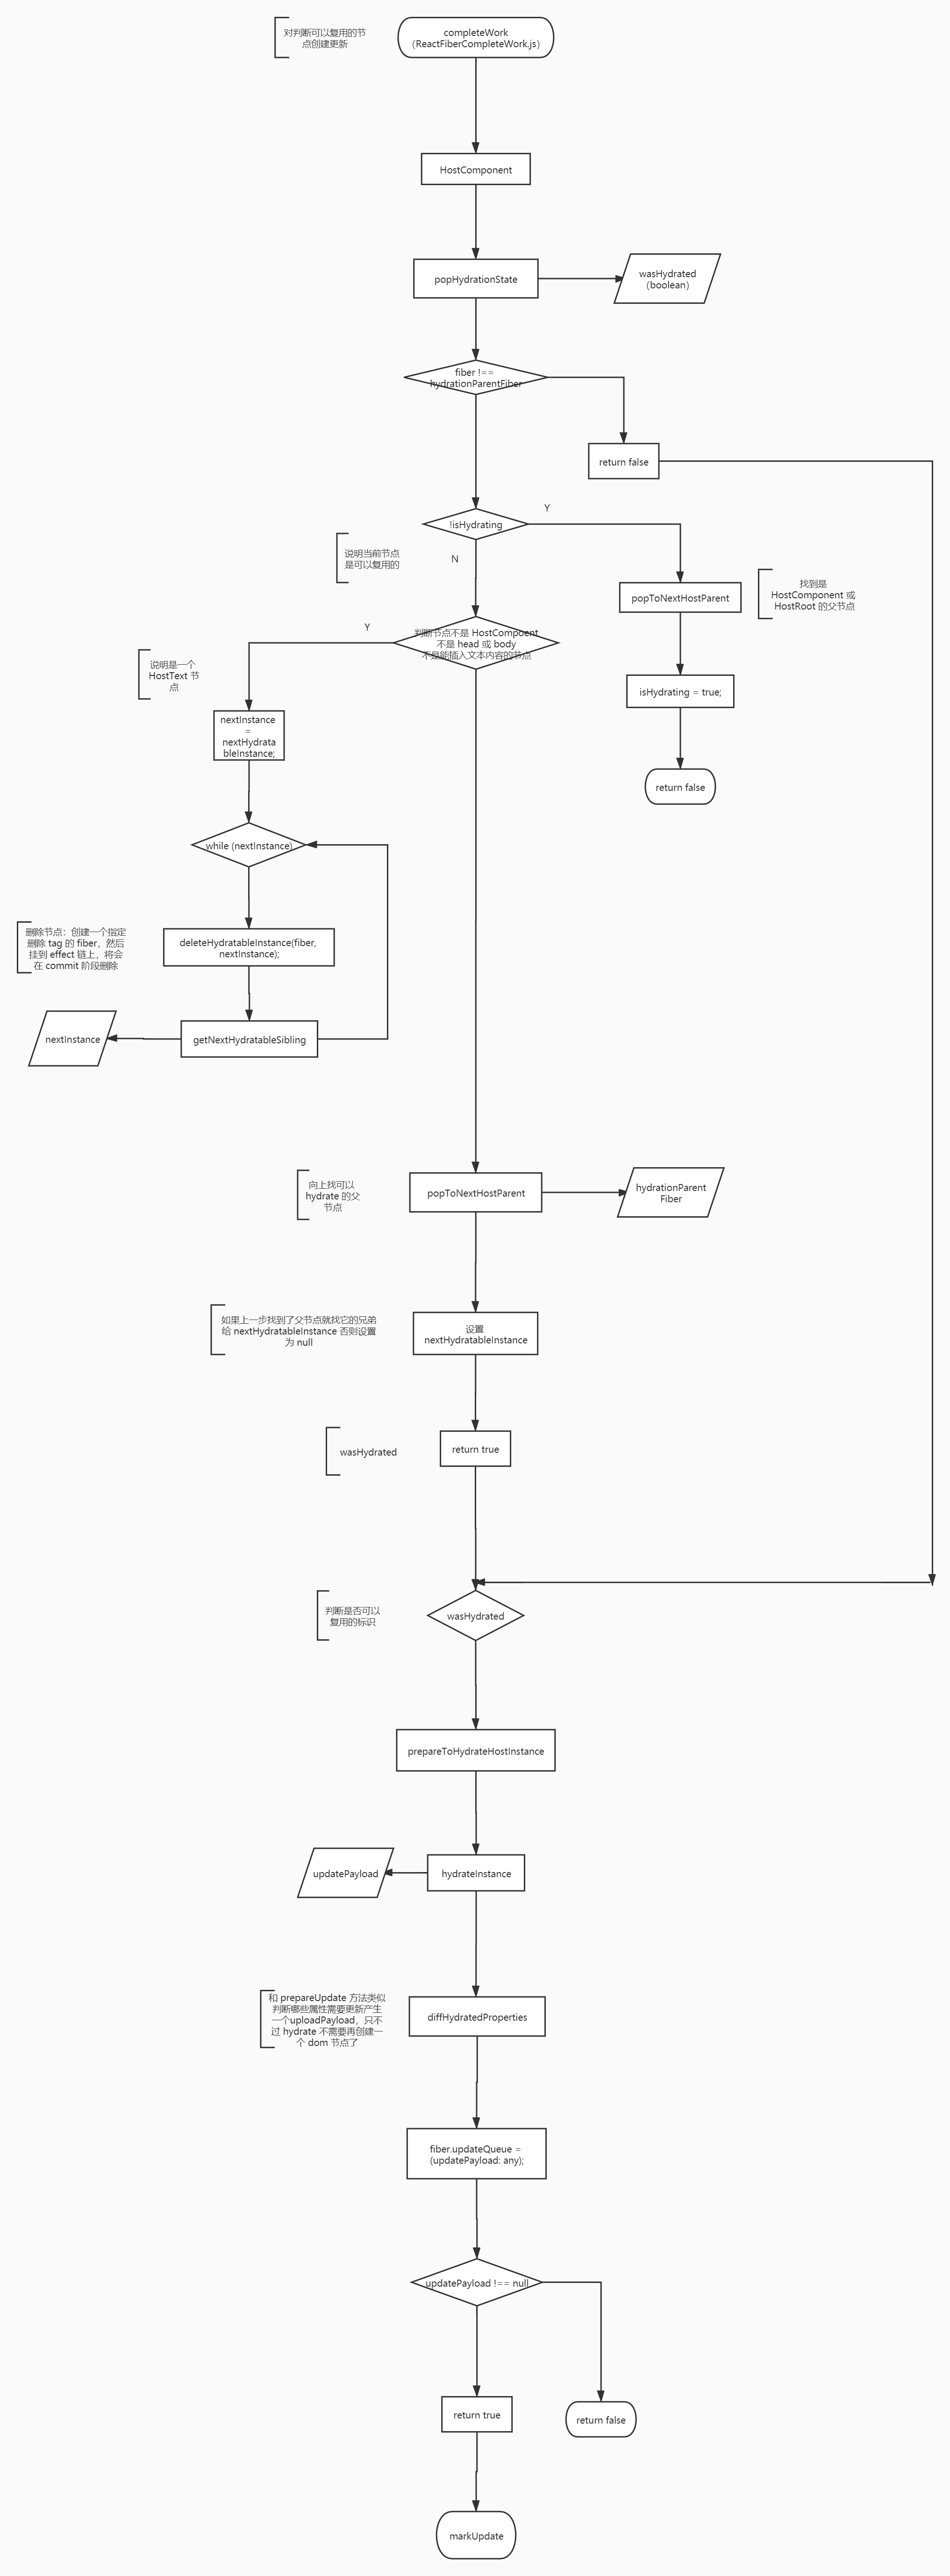 对判断可以复用的节
点创建更新
completeWork
(ReactFiberCompleteWork.js)
HostComponent
popHydrationState
wasHydrated
(boolean)
fiber !==
hydrationParentFiber
return false
!isHydrating
Y
说明当前节点
是可以复用的
N
popToNextHostParent
找到是
HostComponent 或
HostRoot 的父节点
Y
判断节点不是 HostCompoent
不是 head 或 body
不是能插入文本内容的节点
说明是一个
HostText 节
点
isHydrating = true;
nextInstance
=
nextHydrata
bleInstance;
return false
while (nextInstance)
删除节点：创建一个指定
删除 tag 的 fiber，然后
挂到 effect 链上，将会
在 commit 阶段删除
deleteHydratableInstance(fiber,
nextInstance);
nextInstance
getNextHydratableSibling
向上找可以
hydrate 的父
节点
popToNextHostParent
hydrationParent
Fiber
如果上一步找到了父节点就找它的兄弟
给 nextHydratableInstance 否则设置
为 null
设置
nextHydratableInstance
wasHydrated
return true
判断是否可以
复用的标识
wasHydrated
prepareToHydrateHostInstance
updatePayload
hydrateInstance
和 prepareUpdate 方法类似
判断哪些属性需要更新产生
一个uploadPayload，只不
过 hydrate 不需要再创建一
个 dom 节点了
diffHydratedProperties
fiber.updateQueue =
(updatePayload: any);
updatePayload !== null
return true
return false
markUpdate